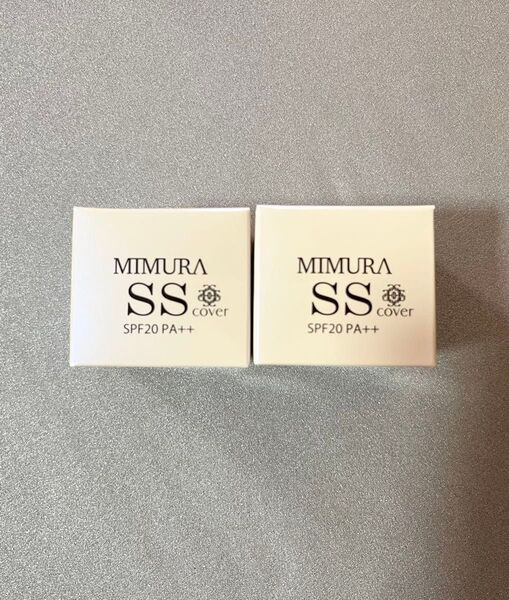 MIMURA
SS
cover
SPF20 PA++
MIMURA
SS
cover
SPF20 PA++